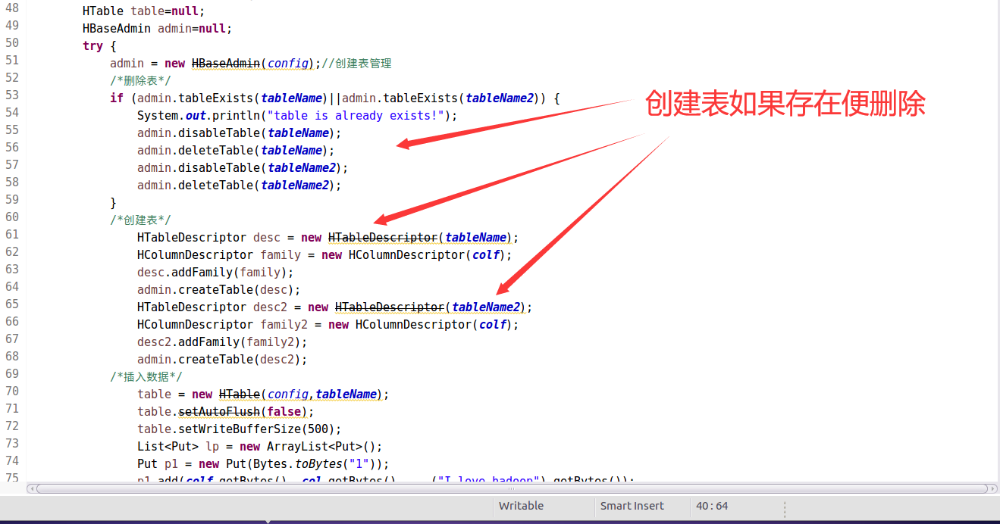 48 HTable table=null;
49 HBaseAdmin admin=null;
50 try {
51 admin = new HBaseAdmin(config);//创建表管理
52 /*删除表*/
53 if (admin.tableExists(tableName)||admin.tableExists(tableName2)) {
54 System.out.println("table is already exists!");
55 admin.disableTable(tableName);
56 admin.deleteTable(tableName);
57 admin.disableTable(tableName2);
58 admin.deleteTable(tableName2);
59 }
60 /*创建表*/
61 HTableDescriptor desc = new HTableDescriptor(tableName);
62 HColumnDescriptor family = new HColumnDescriptor(colf);
63 desc.addFamily(family);
64 admin.createTable(desc);
65 HTableDescriptor desc2 = new HTableDescriptor(tableName2);
66 HColumnDescriptor family2 = new HColumnDescriptor(colf);
67 desc2.addFamily(family2);
68 admin.createTable(desc2);
69 /*插入数据*/
70 table = new HTable(config,tableName);
71 table.setAutoFlush(false);
72 table.setWriteBufferSize(500);
73 List<Put> lp = new ArrayList<Put>();
74 Put p1 = new Put(Bytes.toBytes("1"));
75 p1.add(colf.getBytes(), col.getBytes(), ("I love hadoop").getBytes());
创建表如果存在便删除
Writable Smart Insert 40:64